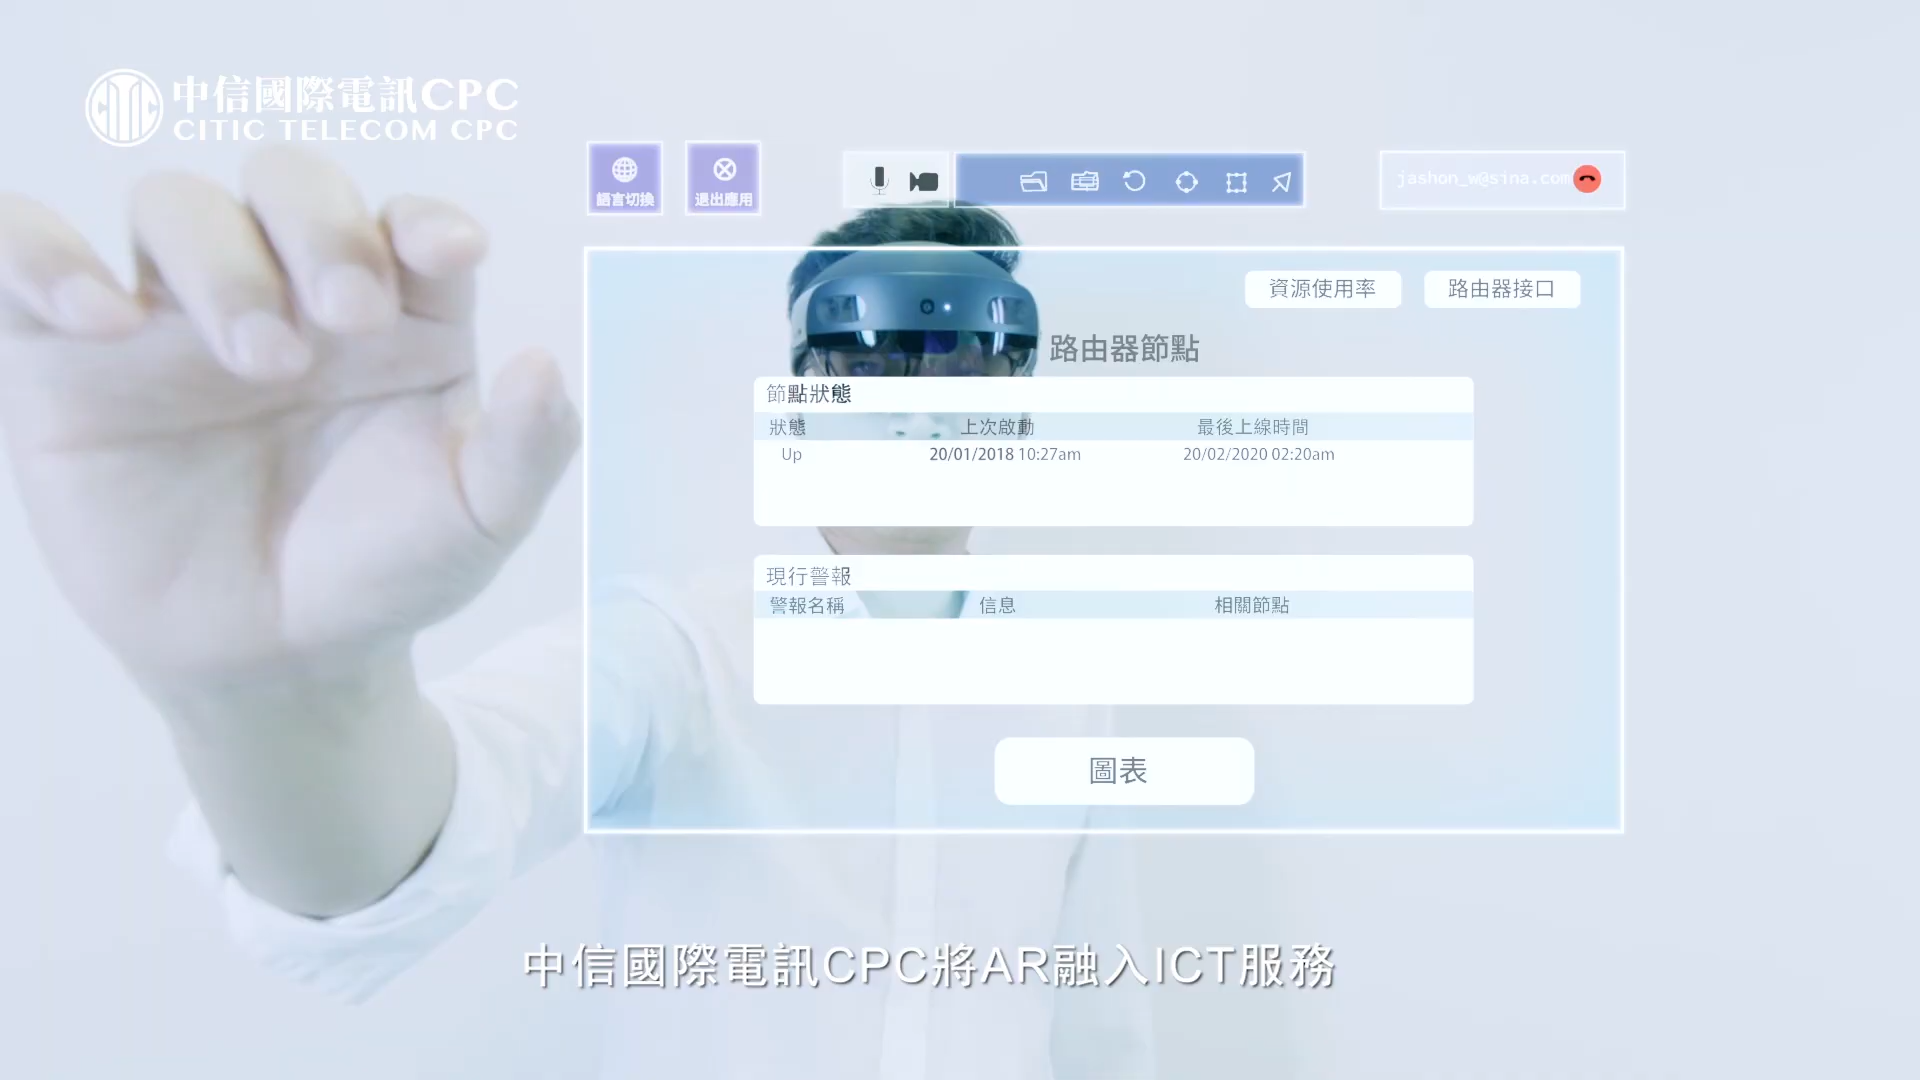 中信國際電訊CPC
CITIC TELECOM CPC
語言切換
退出應用
jashon_w@sina.com
資源使用率
路由器接口
路由器節點
節點狀態
狀態 上次啟動 最後上線時間
Up 20/01/2018 10:27am 20/02/2020 02:20am
現行警報
警報名稱 信息 相關節點
圖表
中信國際電訊CPC將AR融入ICT服務